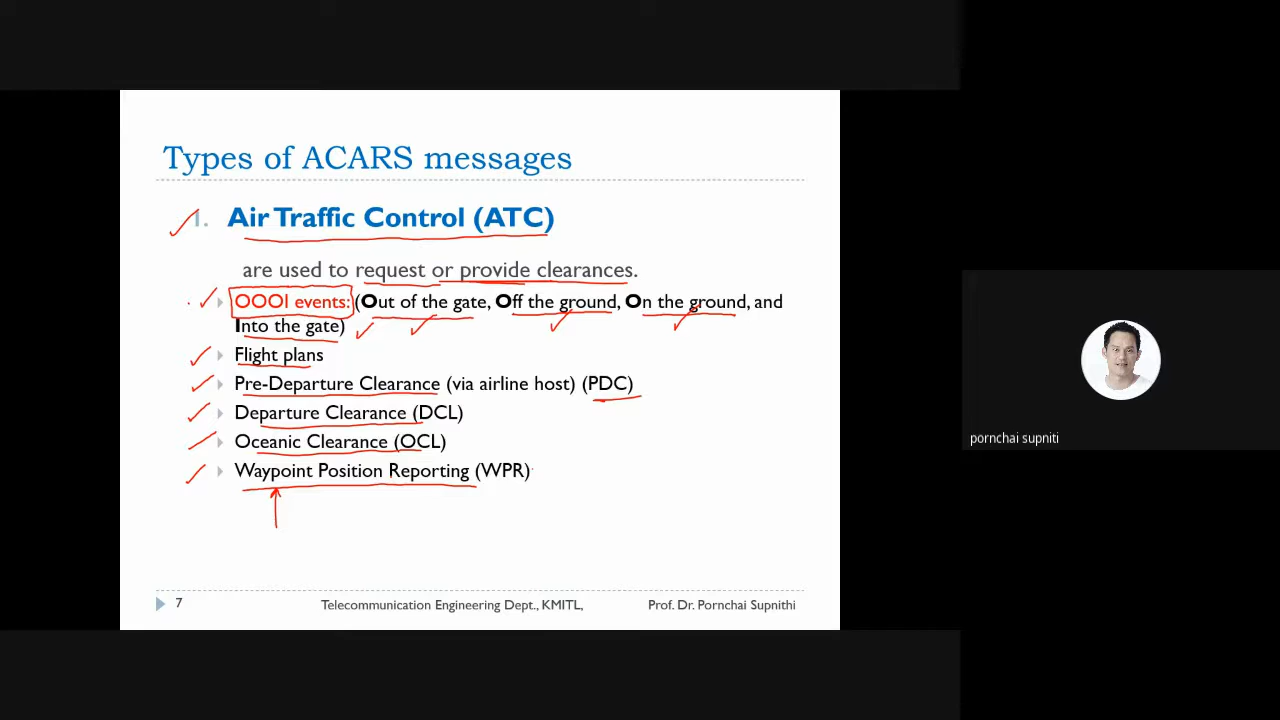 Types of ACARS messages
1. Air Traffic Control (ATC)
are used to request or provide clearances.
OOOI events: (Out of the gate, Off the ground, On the ground, and
Into the gate)
Flight plans
Pre-Departure Clearance (via airline host) (PDC)
Departure Clearance (DCL)
Oceanic Clearance (OCL)
Waypoint Position Reporting (WPR)
7 Telecommunication Engineering Dept., KMITL, Prof. Dr. Pornchai Supnithi
pornchai supniti